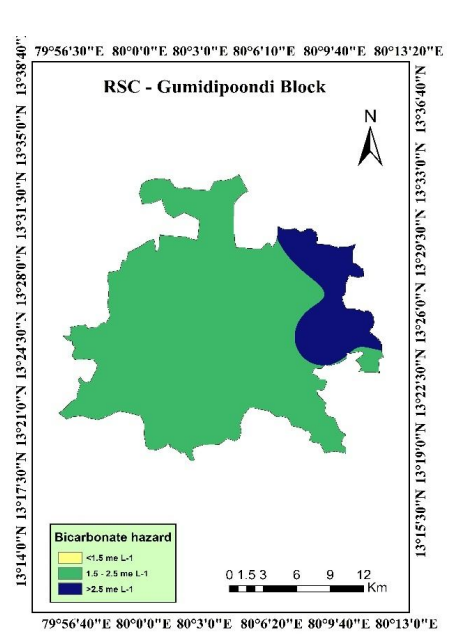 79°56'30"E 80°0'0"E 80°3'0"E 80°6'10"E 80°9'40"E 80°13'20"E
RSC - Gumidipoondi Block
N
13°38'40"N
13°35'0"N
13°31'30"N
13°28'0"N
13°24'30"N
13°21'0"N
13°17'30"N
13°14'0"N
13°36'40"N
13°33'0"N
13°29'30"N
13°26'0"N
13°22'30"N
13°19'0"N
13°15'30"N
Bicarbonate hazard
<1.5 me L-1
1.5 - 2.5 me L-1
>2.5 me L-1
0 1.5 3 6 9 12
Km
79°56'40"E 80°0'0"E 80°3'0"E 80°6'20"E 80°9'40"E 80°13'0"E